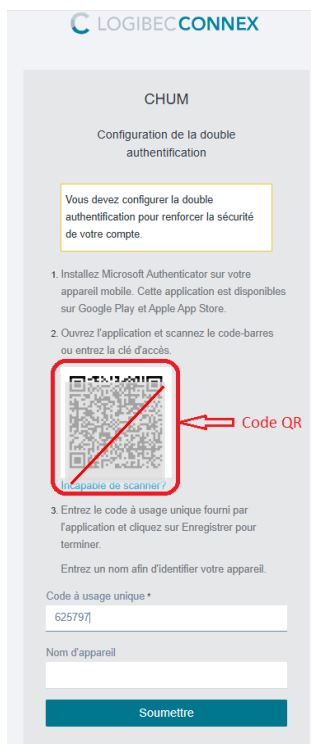 LOGIBEC CONNEX
CHUM
Configuration de la double
authentification
Vous devez configurer la double
authentification pour renforcer la sécurité
de votre compte.
1. Installez Microsoft Authenticator sur votre
appareil mobile. Cette application est disponibles
sur Google Play et Apple App Store.
2. Ouvrez l'application et scannez le code-barres
ou entrez la clé d'accès.
Code QR
Incapable de scanner?
3. Entrez le code à usage unique fourni par
l'application et cliquez sur Enregistrer pour
terminer.
Entrez un nom afin d'identifier votre appareil.
Code à usage unique *
625797
Nom d'appareil
Soumettre